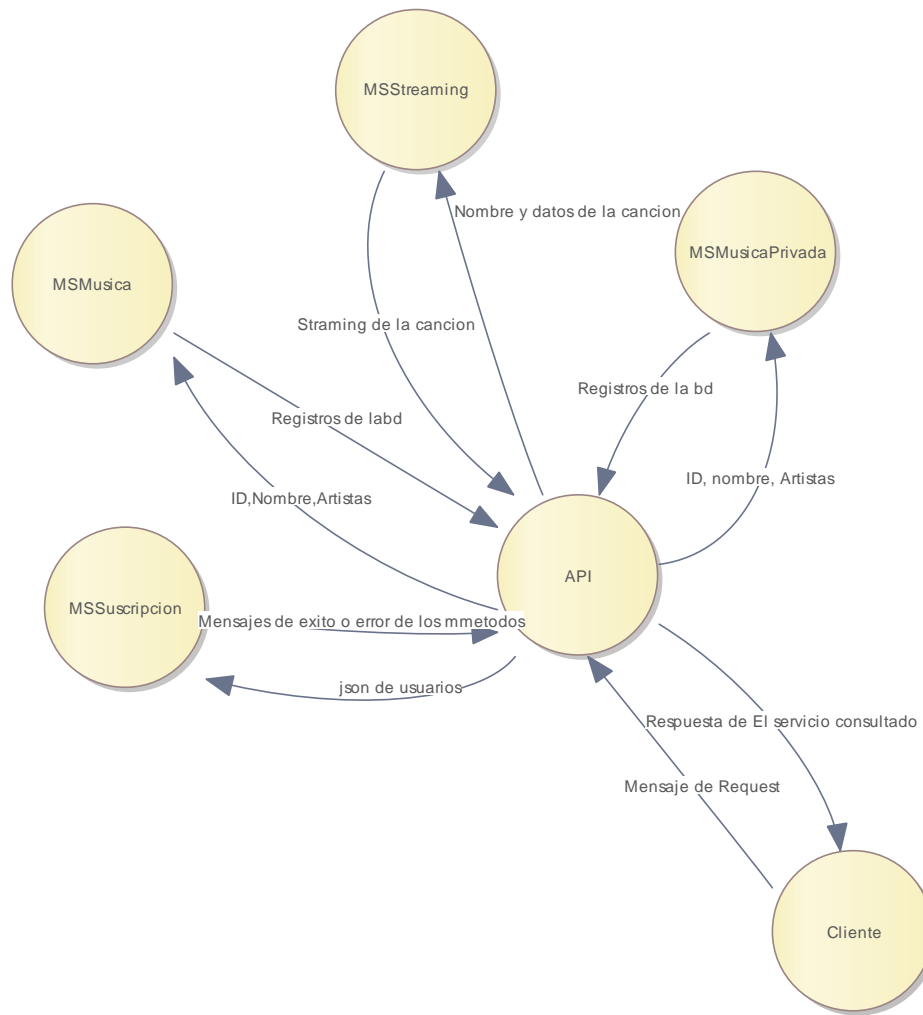 MSStreaming
Nombre y datos de la cancion
MSMusicaPrivada
MSMusica
Straming de la cancion
Registros de la bd
Registros de labd
ID, nombre, Artistas
ID,Nombre,Artistas
API
MSSuscripcion
Mensajes de exito o error de los mmetodos
json de usuarios
Respuesta de El servicio consultado
Mensaje de Request
Cliente